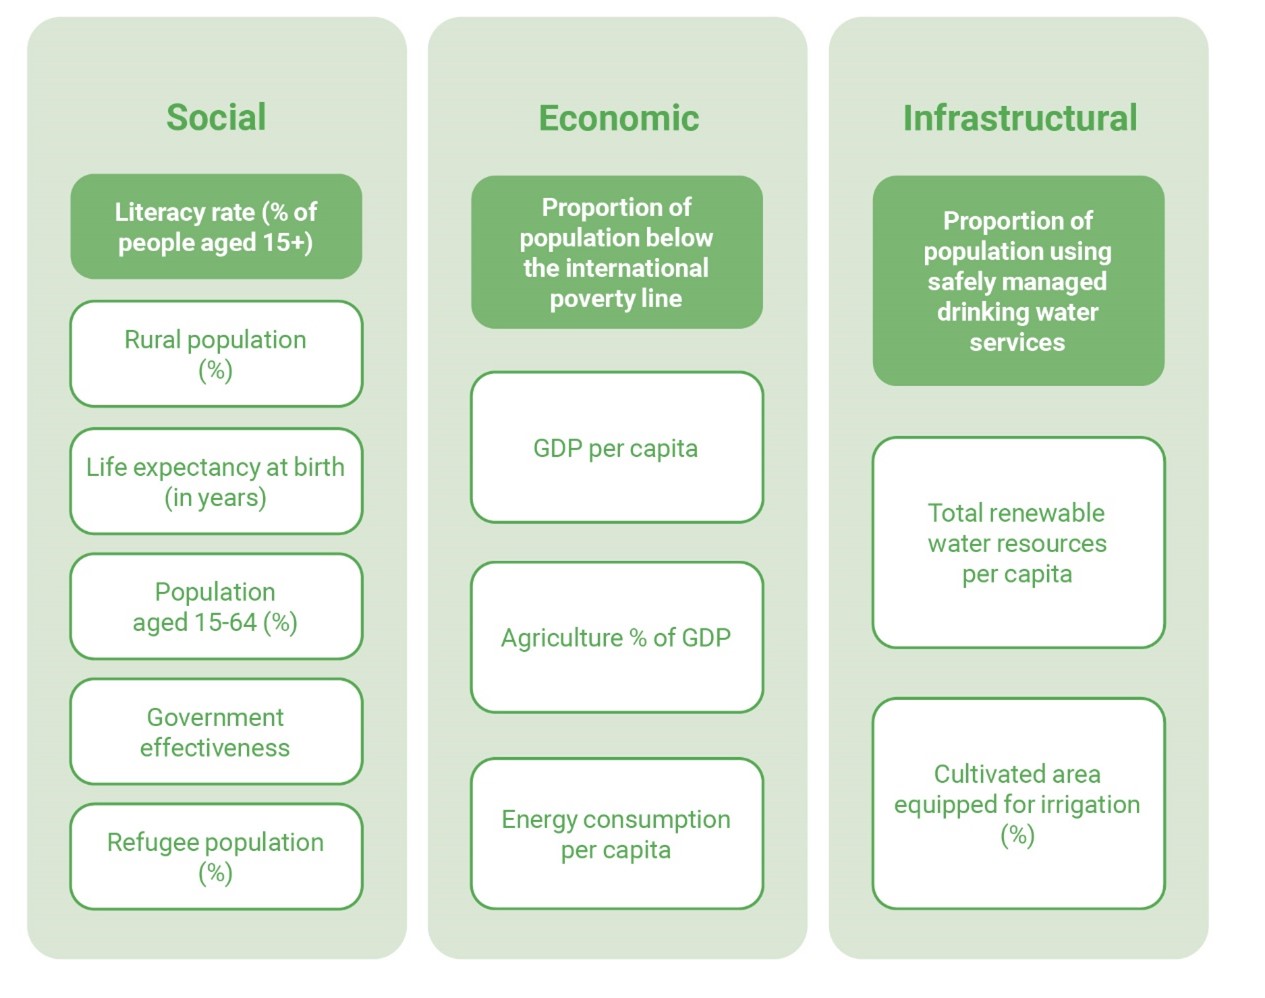 Social
Literacy rate (% of
people aged 15+)
Rural population
(%)
Life expectancy at birth
(in years)
Population
aged 15-64 (%)
Government
effectiveness
Refugee population
(%)
Economic
Proportion of
population below
the international
poverty line
GDP per capita
Agriculture % of GDP
Energy consumption
per capita
Infrastructural
Proportion of
population using
safely managed
drinking water
services
Total renewable
water resources
per capita
Cultivated area
equipped for irrigation
(%)